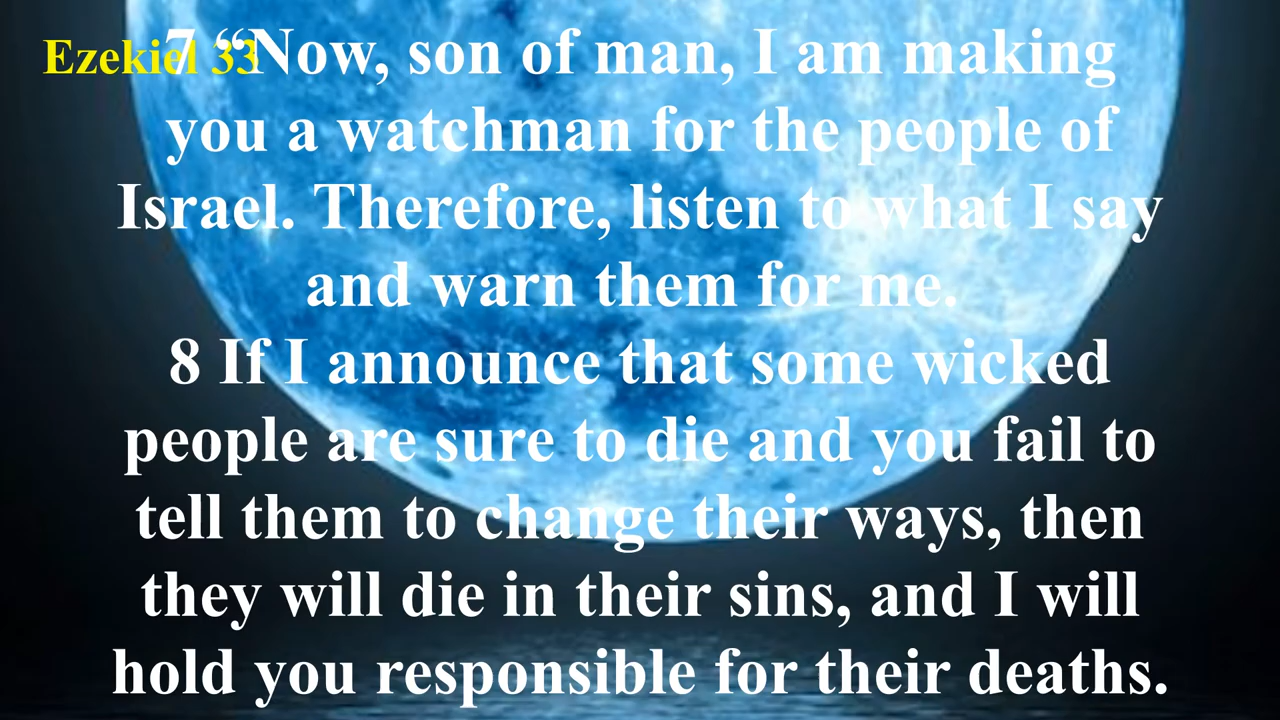 Ezekiel 33
7 “Now, son of man, I am making
you a watchman for the people of
Israel. Therefore, listen to what I say
and warn them for me.
8 If I announce that some wicked
people are sure to die and you fail to
tell them to change their ways, then
they will die in their sins, and I will
hold you responsible for their deaths.